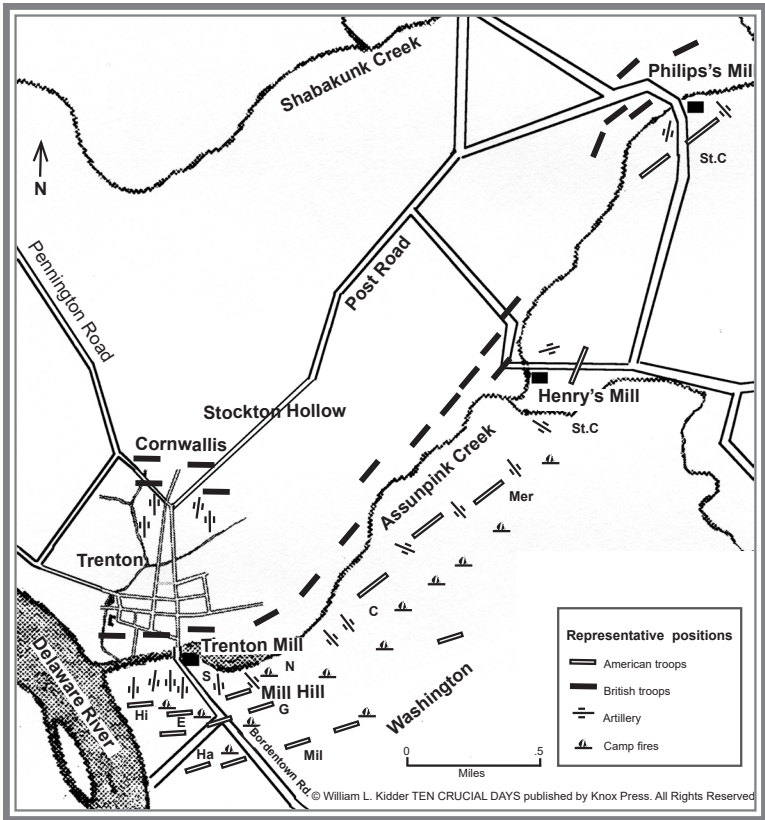 Shabakunk Creek
Philips's Mil
St.C
N
Pennington Road
Post Road
Stockton Hollow
Henry's Mill
St.C
Cornwallis
Assunpink Creek
Mer
Trenton
C
Representative positions
American troops
British troops
Artillery
Camp fires
Delaware River
Trenton Mill
N
S
Mill Hill
Hi
E
G
Washington
Ha
Mil
Bordentown Rd.
0
.5
Miles
© William L. Kidder TEN CRUCIAL DAYS published by Knox Press. All Rights Reserved